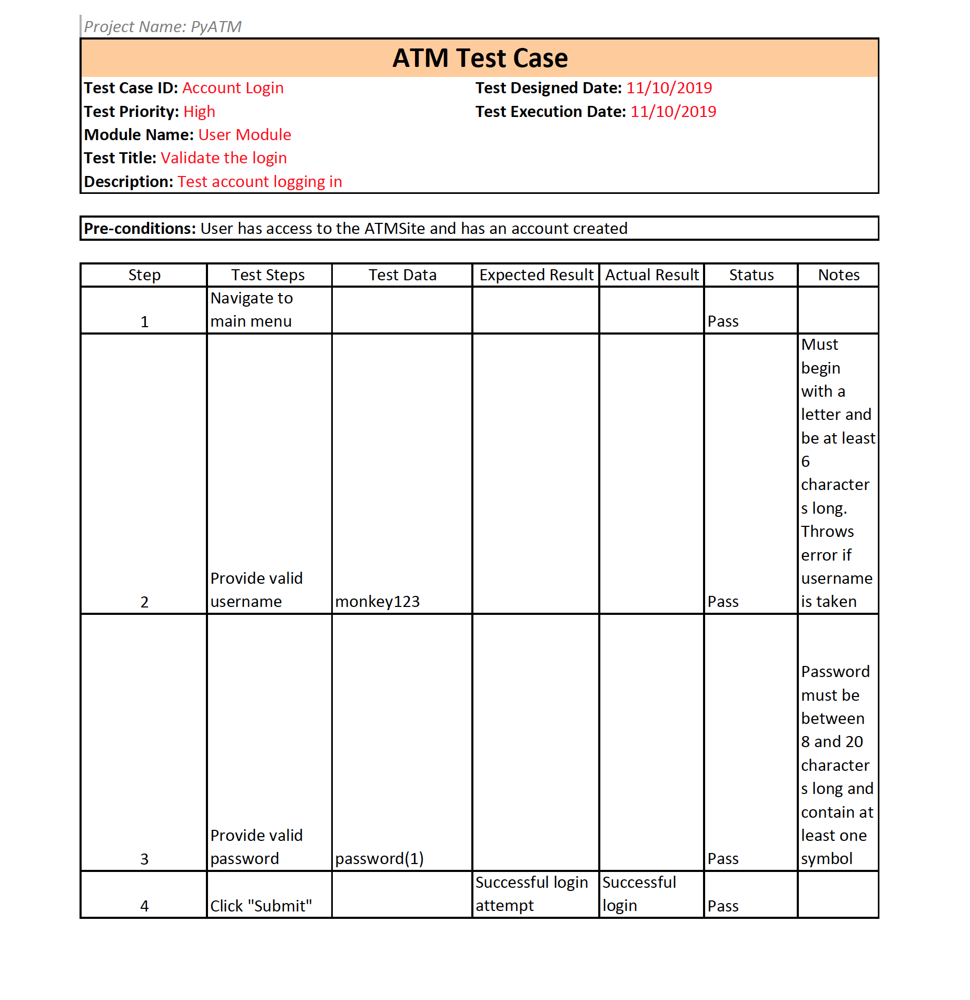 Project Name: PyATM
ATM Test Case
Test Case ID: Account Login Test Designed Date: 11/10/2019
Test Priority: High Test Execution Date: 11/10/2019
Module Name: User Module
Test Title: Validate the login
Description: Test account logging in
Pre-conditions: User has access to the ATMSite and has an account created
Step Test Steps Test Data Expected Result Actual Result Status Notes
Navigate to
1 main menu Pass
Must
begin
with a
letter and
be at least
6
character
s long.
Throws
error if
Provide valid username
2 username monkey123 Pass is taken
Password
must be
between
8 and 20
character
s long and
contain at
Provide valid least one
3 password password(1) Pass symbol
Successful login Successful
4 Click "Submit" attempt login Pass